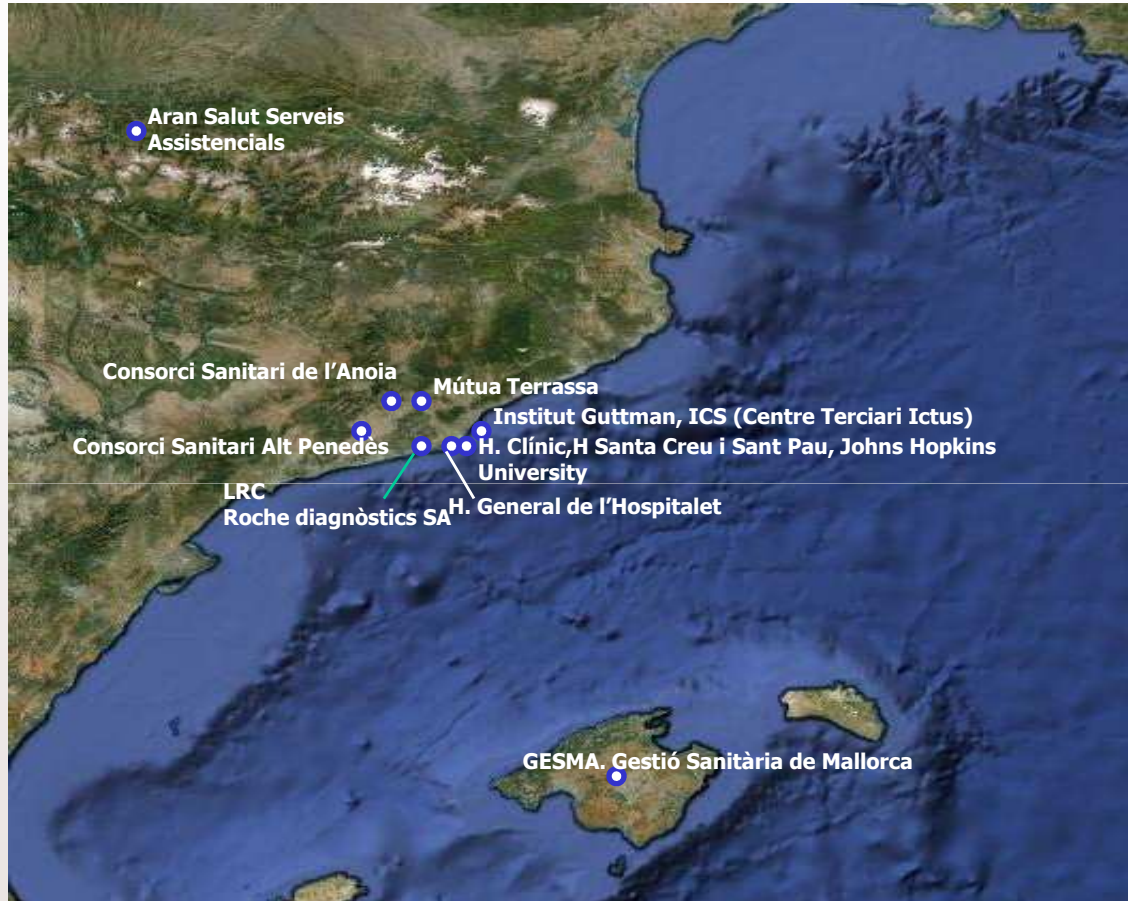 Aran Salut Serveis
Assistencials
Consorci Sanitari de l’Anoia
Mútua Terrassa
Institut Guttman, ICS (Centre Terciari Ictus)
Consorci Sanitari Alt Penedès
H. Clínic,H Santa Creu i Sant Pau, Johns Hopkins
University
LRC
Roche diagnòstics SA
H. General de l’Hospitalet
GESMA. Gestió Sanitària de Mallorca